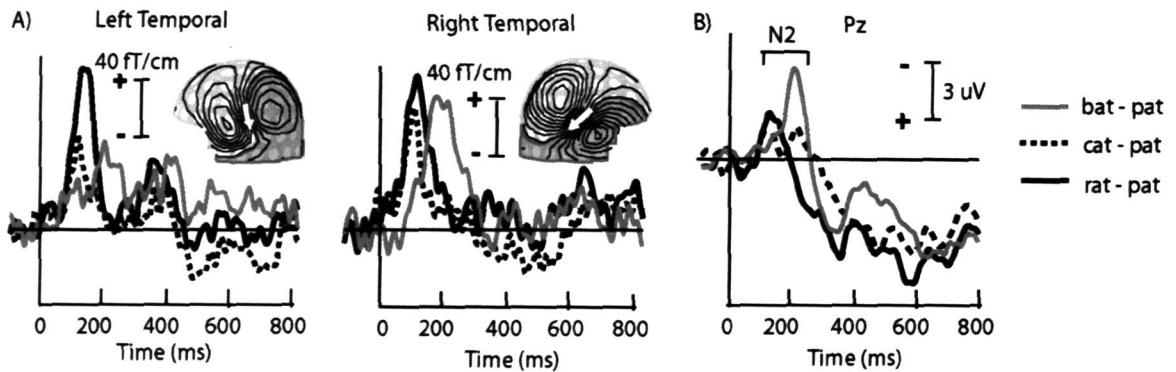 A)
Left Temporal
40 fT/cm
+
-
0 200 400 600 800
Time (ms)
Right Temporal
40 fT/cm
+
-
0 200 400 600 800
Time (ms)
B)
Pz
N2
-
3 uV
+
0 200 400 600 800
Time (ms)
bat - pat
cat - pat
rat - pat